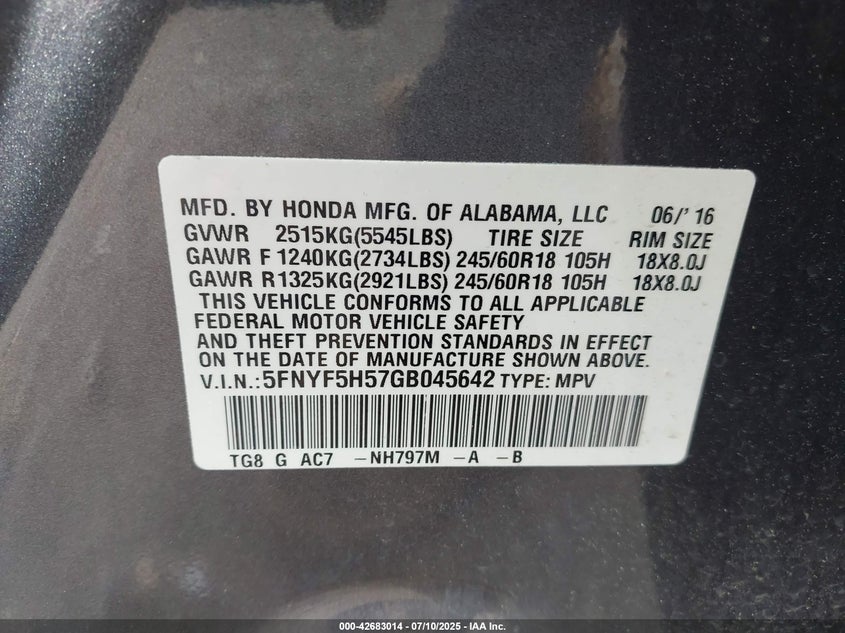 MFD. BY HONDA MFG. OF ALABAMA, LLC 06/' 16
GVWR 2515KG(5545LBS) TIRE SIZE RIM SIZE
GAWR F 1240KG(2734LBS) 245/60R18 105H 18X8.0J
GAWR R1325KG(2921LBS) 245/60R18 105H 18X8.0J
THIS VEHICLE CONFORMS TO ALL APPLICABLE
FEDERAL MOTOR VEHICLE SAFETY
AND THEFT PREVENTION STANDARDS IN EFFECT
ON THE DATE OF MANUFACTURE SHOWN ABOVE.
V.I.N.:5FNYF5H57GB045642 TYPE: MPV
TG8 G AC7 -NH797M -A -B
000-42683014 - 07/10/2025 - IAA Inc.